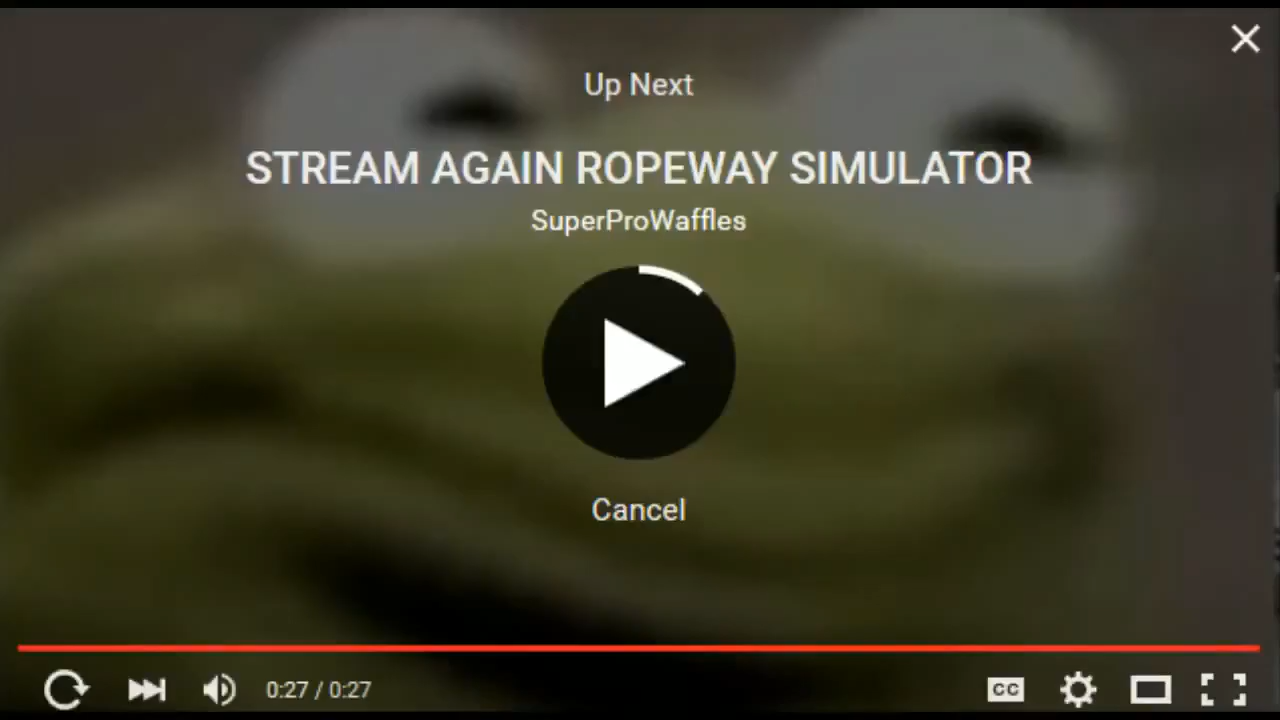 Up Next
STREAM AGAIN ROPEWAY SIMULATOR
SuperProWaffles
Cancel
0:27 / 0:27
CC